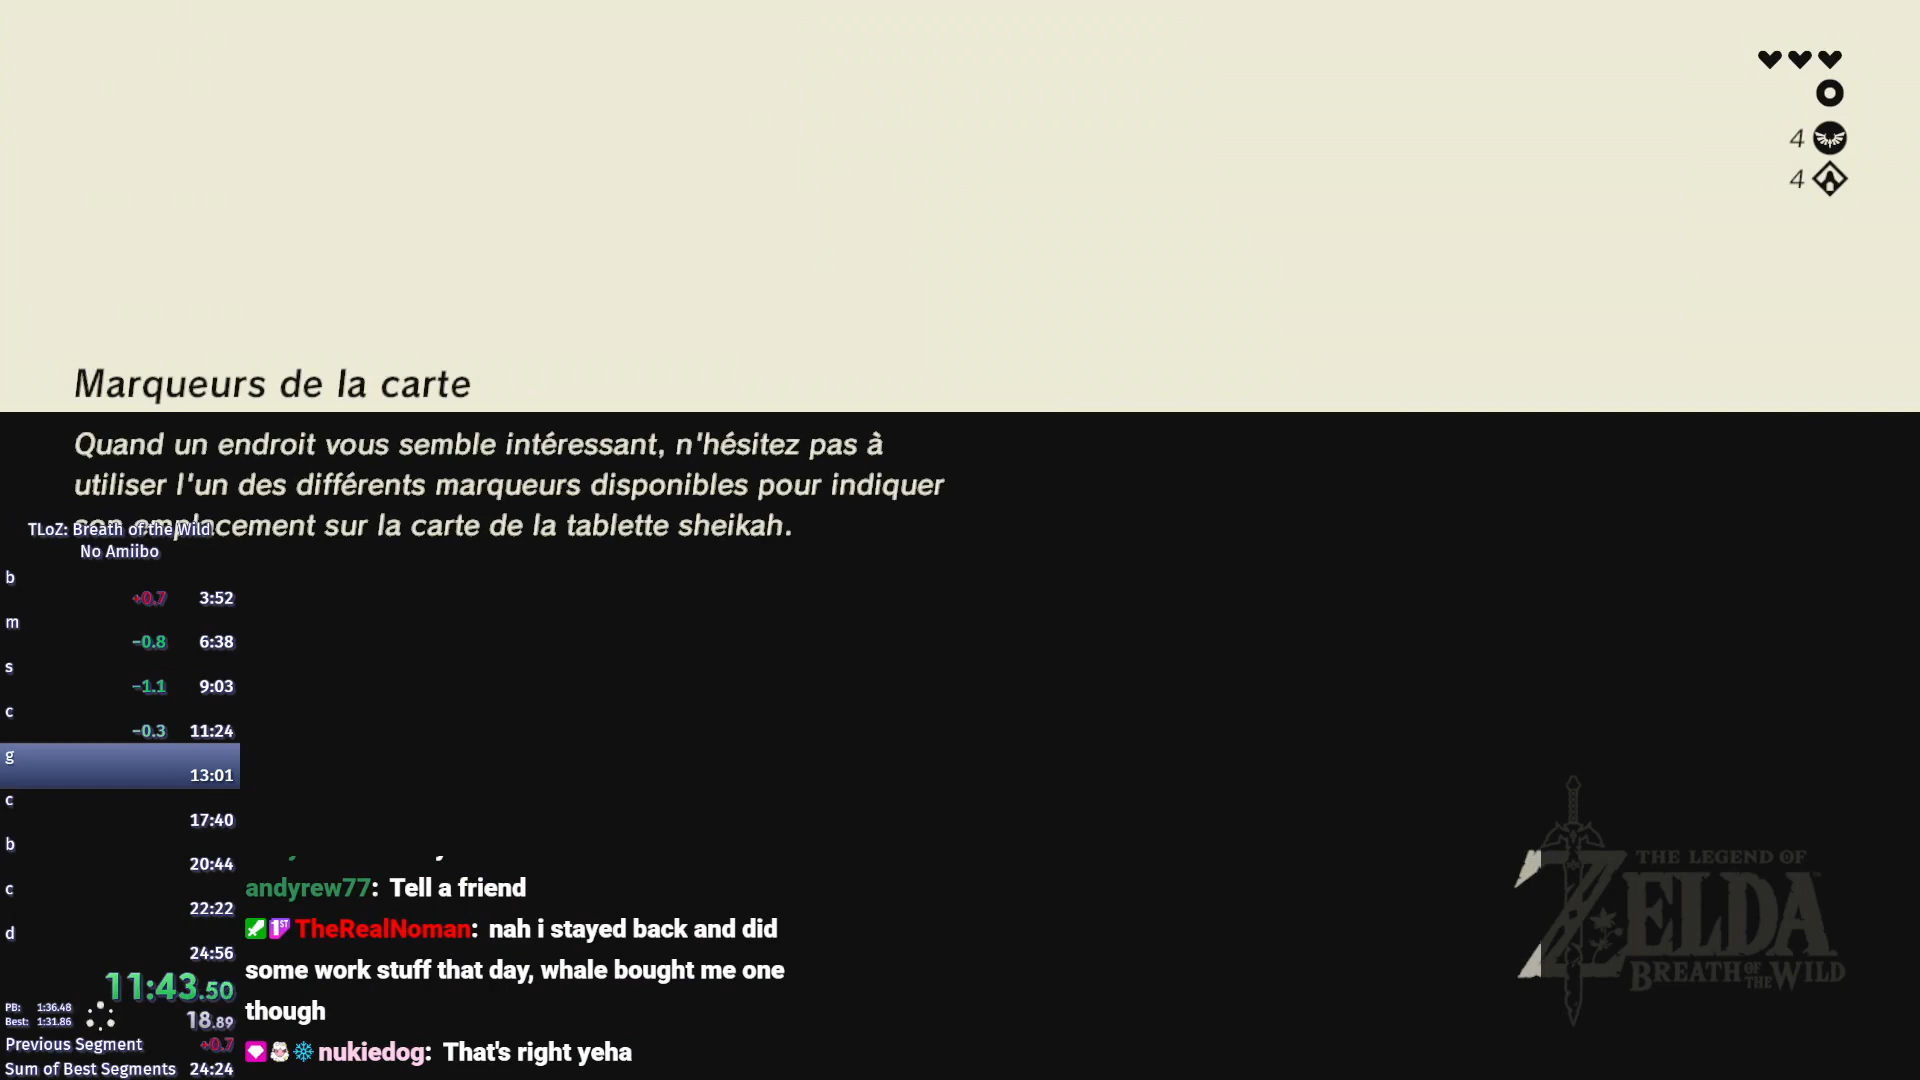 4
4
Marqueurs de la carte
Quand un endroit vous semble intéressant, n'hésitez pas à
utiliser l'un des différents marqueurs disponibles pour indiquer
son emplacement sur la carte de la tablette sheikah.
TLoZ: Breath of the Wild
No Amiibo
b
+0.7 3:52
m
-0.8 6:38
s
-1.1 9:03
c
-0.3 11:24
g
13:01
c
17:40
b
20:44
c
22:22
d
24:56
11:43.50
PB: 1:36.48
Best: 1:31.86
18.89
Previous Segment +0.7
Sum of Best Segments 24:24
andyrew77: Tell a friend
1ST TheRealNoman: nah i stayed back and did
some work stuff that day, whale bought me one
though
nukiedog: That's right yeha
THE LEGEND OF
ZELDA
BREATH OF THE WILD